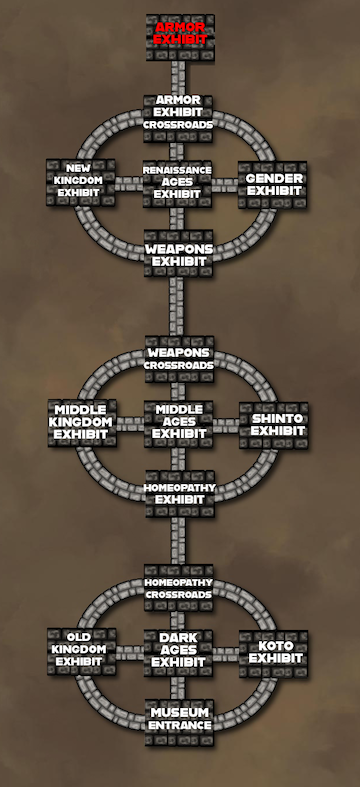 ARMOR
EXHIBIT
ARMOR
EXHIBIT
CROSSROADS
NEW
KINGDOM
EXHIBIT
RENAISSANCE
AGES
EXHIBIT
GENDER
EXHIBIT
WEAPONS
EXHIBIT
WEAPONS
CROSSROADS
MIDDLE
KINGDOM
EXHIBIT
MIDDLE
AGES
EXHIBIT
SHINTO
EXHIBIT
HOMEOPATHY
EXHIBIT
HOMEOPATHY
CROSSROADS
OLD
KINGDOM
EXHIBIT
DARK
AGES
EXHIBIT
KOTO
EXHIBIT
MUSEUM
ENTRANCE